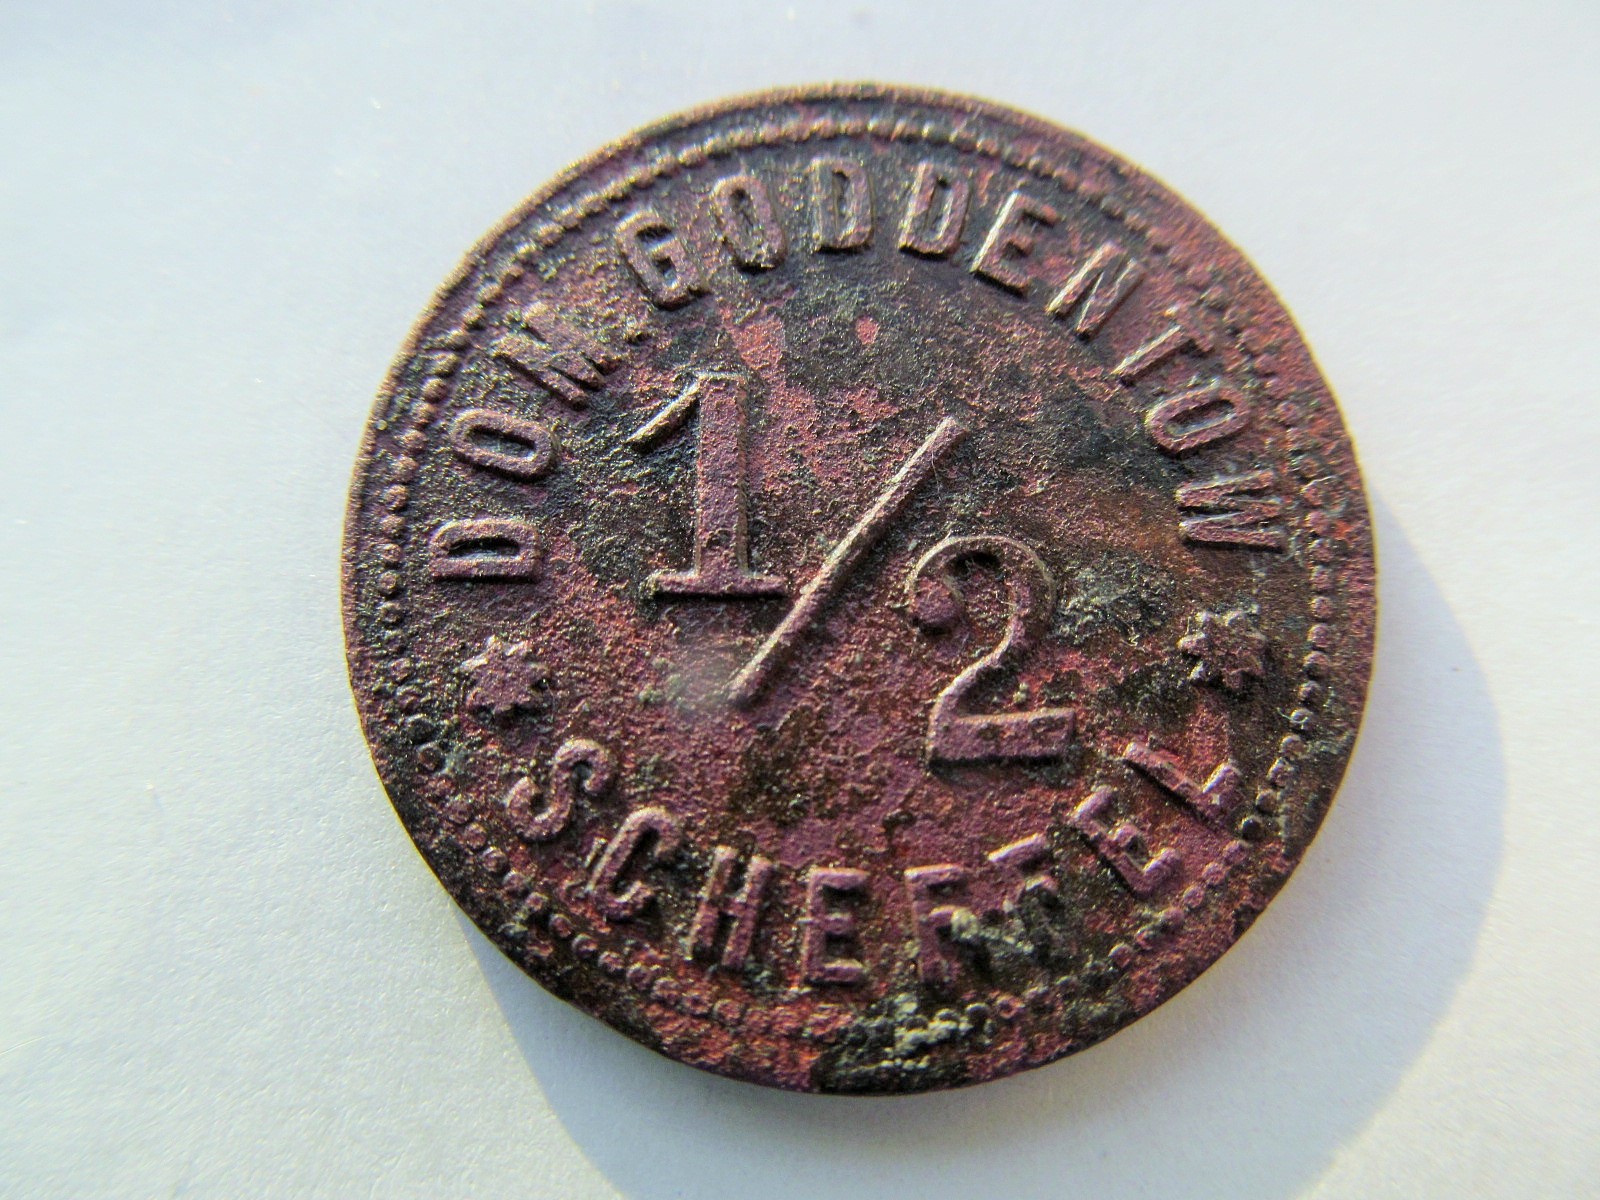 DOM. GODDENTOW
1/2
SCHEFFEL